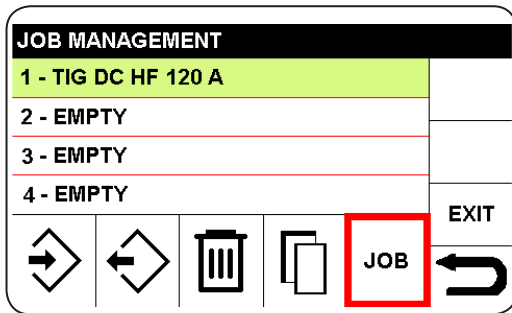 JOB MANAGEMENT
1 - TIG DC HF 120 A
2 - EMPTY
3 - EMPTY
4 - EMPTY
EXIT
JOB